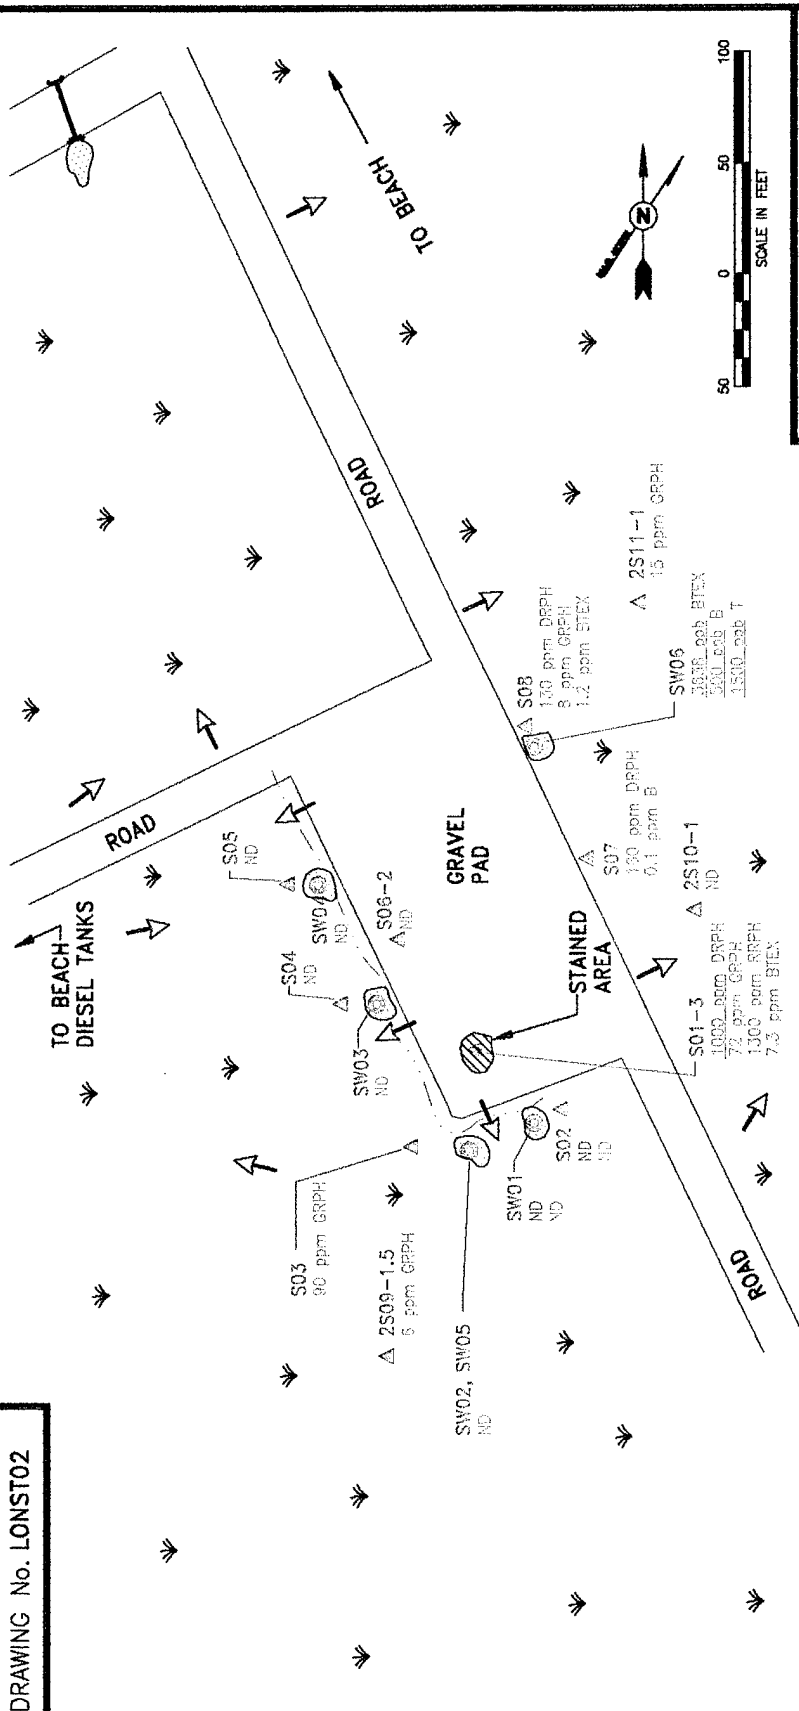 DRAWING No. LONST02
TO BEACH
DIESEL TANKS
ROAD
S05
ND
SW04
ND
S04
ND
SW03
ND
S06-2
ND
S03
90 ppm GRPH
2S09-1.5
6 ppm GRPH
SW02, SW05
ND
SW01
ND
ND
S02
ND
ND
GRAVEL
PAD
STAINED
AREA
S01-3
1000 ppm DRPH
72 ppm GRPH
1300 ppm RRPH
7.3 ppm BTEX
2S10-1
ND
S07
ppm DRPH
0.1 ppm B
S08
130 ppm DRPH
8 ppm GRPH
1.2 ppm BTEX
SW06
ppb BTEX
ppb B
ppb T
2S11-1
15 ppm GRPH
ROAD
ROAD
TO BEACH
N
50
0
50
100
SCALE IN FEET